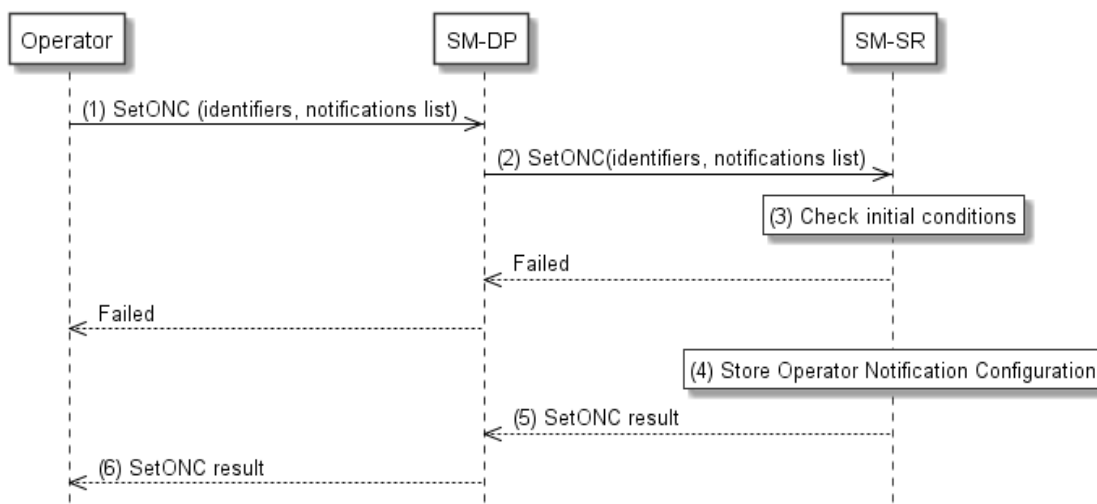 Operator
SM-DP
SM-SR
(1) SetONC (identifiers, notifications list)
(2) SetONC(identifiers, notifications list)
(3) Check initial conditions
Failed
Failed
(4) Store Operator Notification Configuration
(5) SetONC result
(6) SetONC result